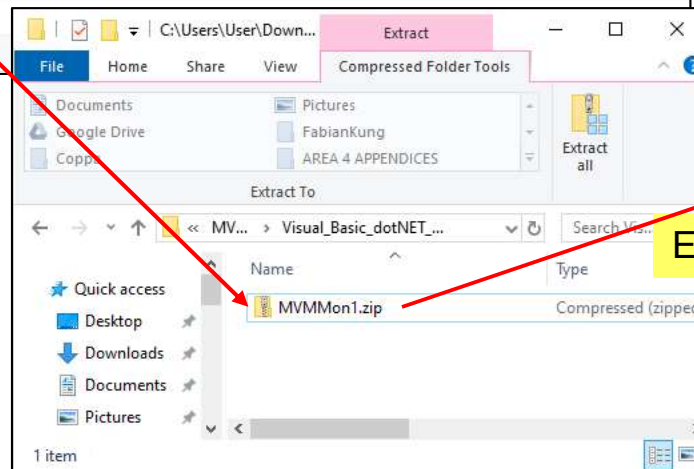 C:\Users\User\Down...
Extract
File
Home
Share
View
Compressed Folder Tools
Documents
Google Drive
Coppa
Pictures
FabianKung
AREA 4 APPENDICES
Extract
all
Extract To
« MV... › Visual_Basic_dotNET_...
Search Vis...
E
Name
Type
Quick access
Desktop
Downloads
Documents
Pictures
MVMMon1.zip
Compressed (zipped
1 item